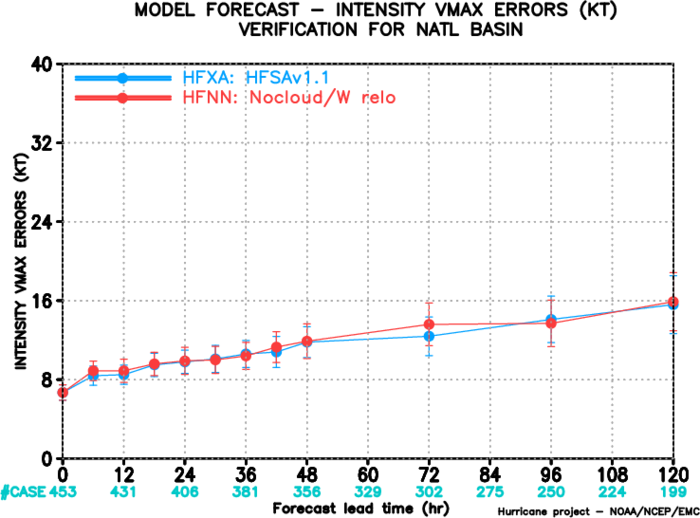 MODEL FORECAST – INTENSITY VMAX ERRORS (KT)
VERIFICATION FOR NATL BASIN
HFXA: HFSAv1.1
HFNN: Nocloud/W relo
INTENSITY VMAX ERRORS (KT)
40
32
24
16
8
0
0 12 24 36 48 60 72 84 96 108 120
#CASE 453 431 406 381 356 329 302 275 250 224 199
Forecast lead time (hr)
Hurricane project – NOAA/NCEP/EMC